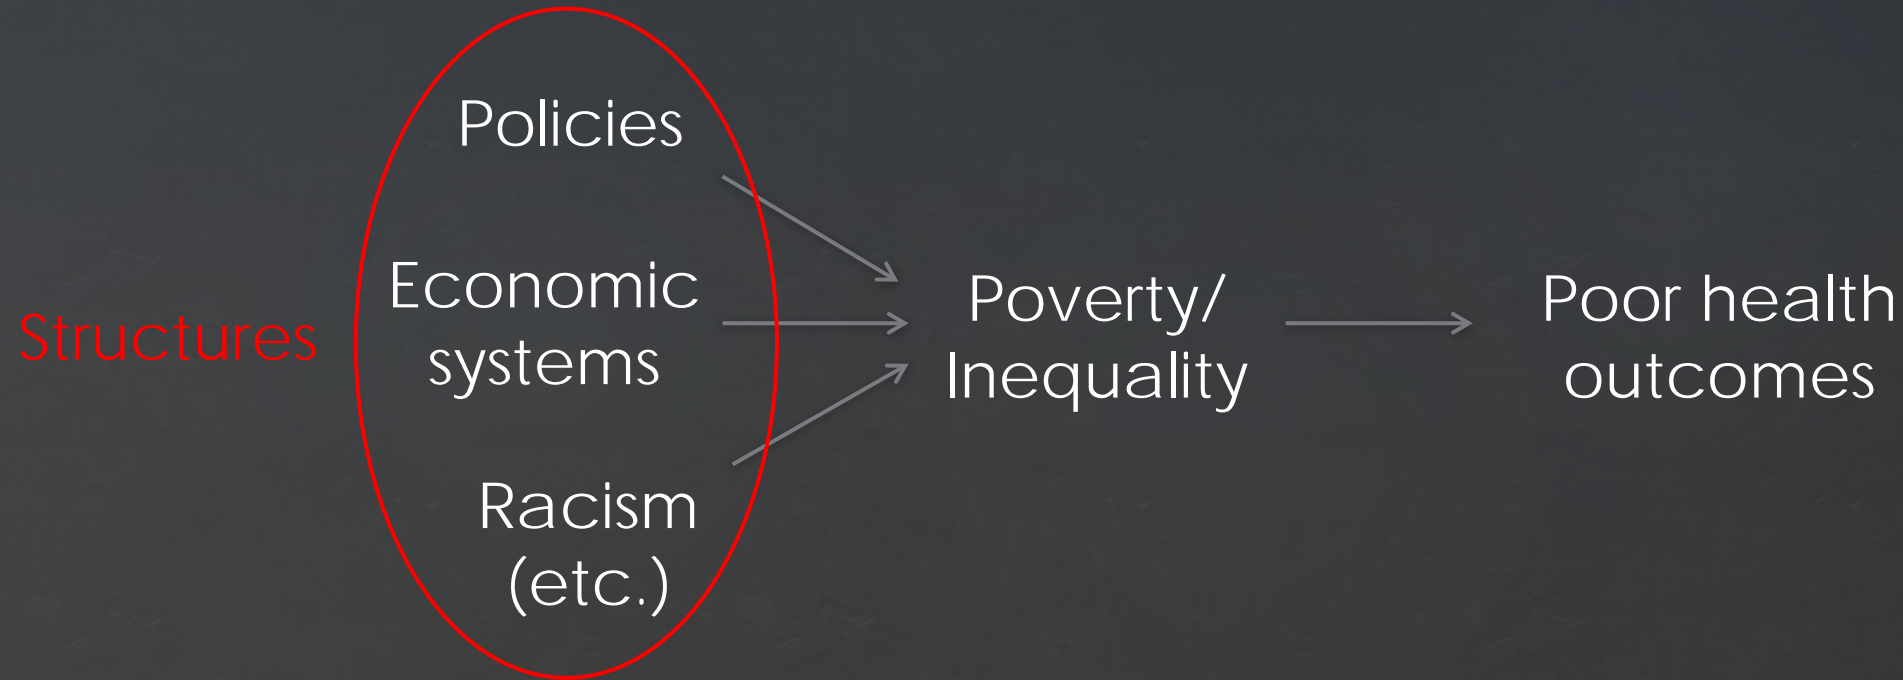 Structures
Policies
Economic
systems
Racism
(etc.)
Poverty/
Inequality
Poor health
outcomes